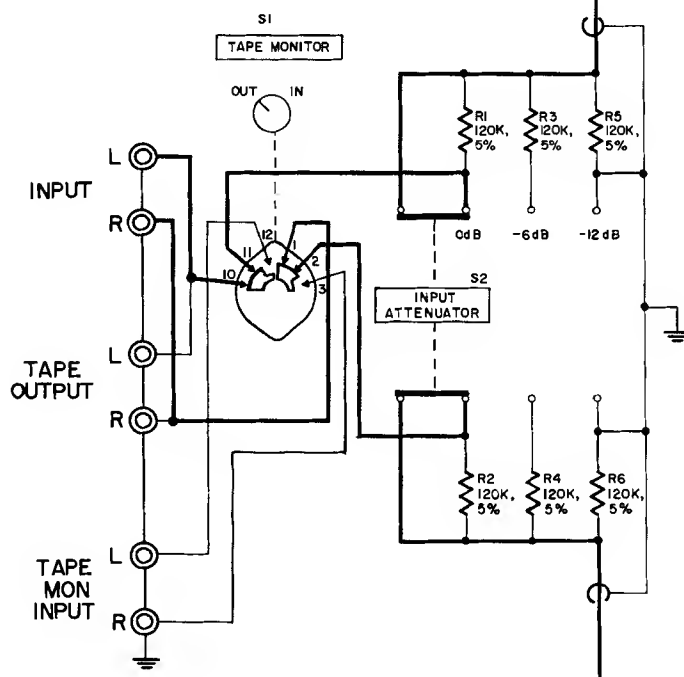 S1
TAPE MONITOR
OUT
IN
INPUT
L
R
10
11
12
1
2
3
TAPE
OUTPUT
L
R
TAPE
MON
INPUT
L
R
R1
120K,
5%
R3
120K,
5%
R5
120K,
5%
0dB
-6dB
-12dB
S2
INPUT
ATTENUATOR
R2
120K,
5%
R4
120K,
5%
R6
120K,
5%